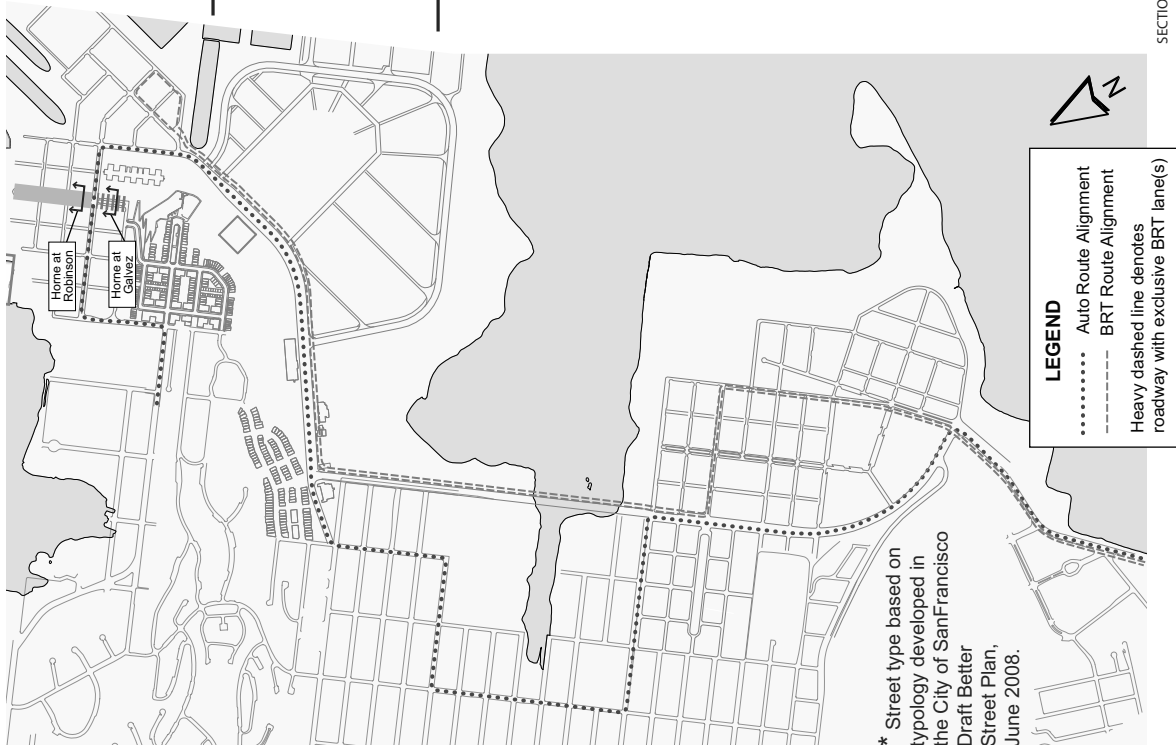 Horne at
Robinson
Horne at
Galvez
* Street type based on
typology developed in
the City of SanFrancisco
Draft Better
Street Plan,
June 2008.
LEGEND
Auto Route Alignment
BRT Route Alignment
Heavy dashed line denotes
roadway with exclusive BRT lane(s)
N
SECTIO